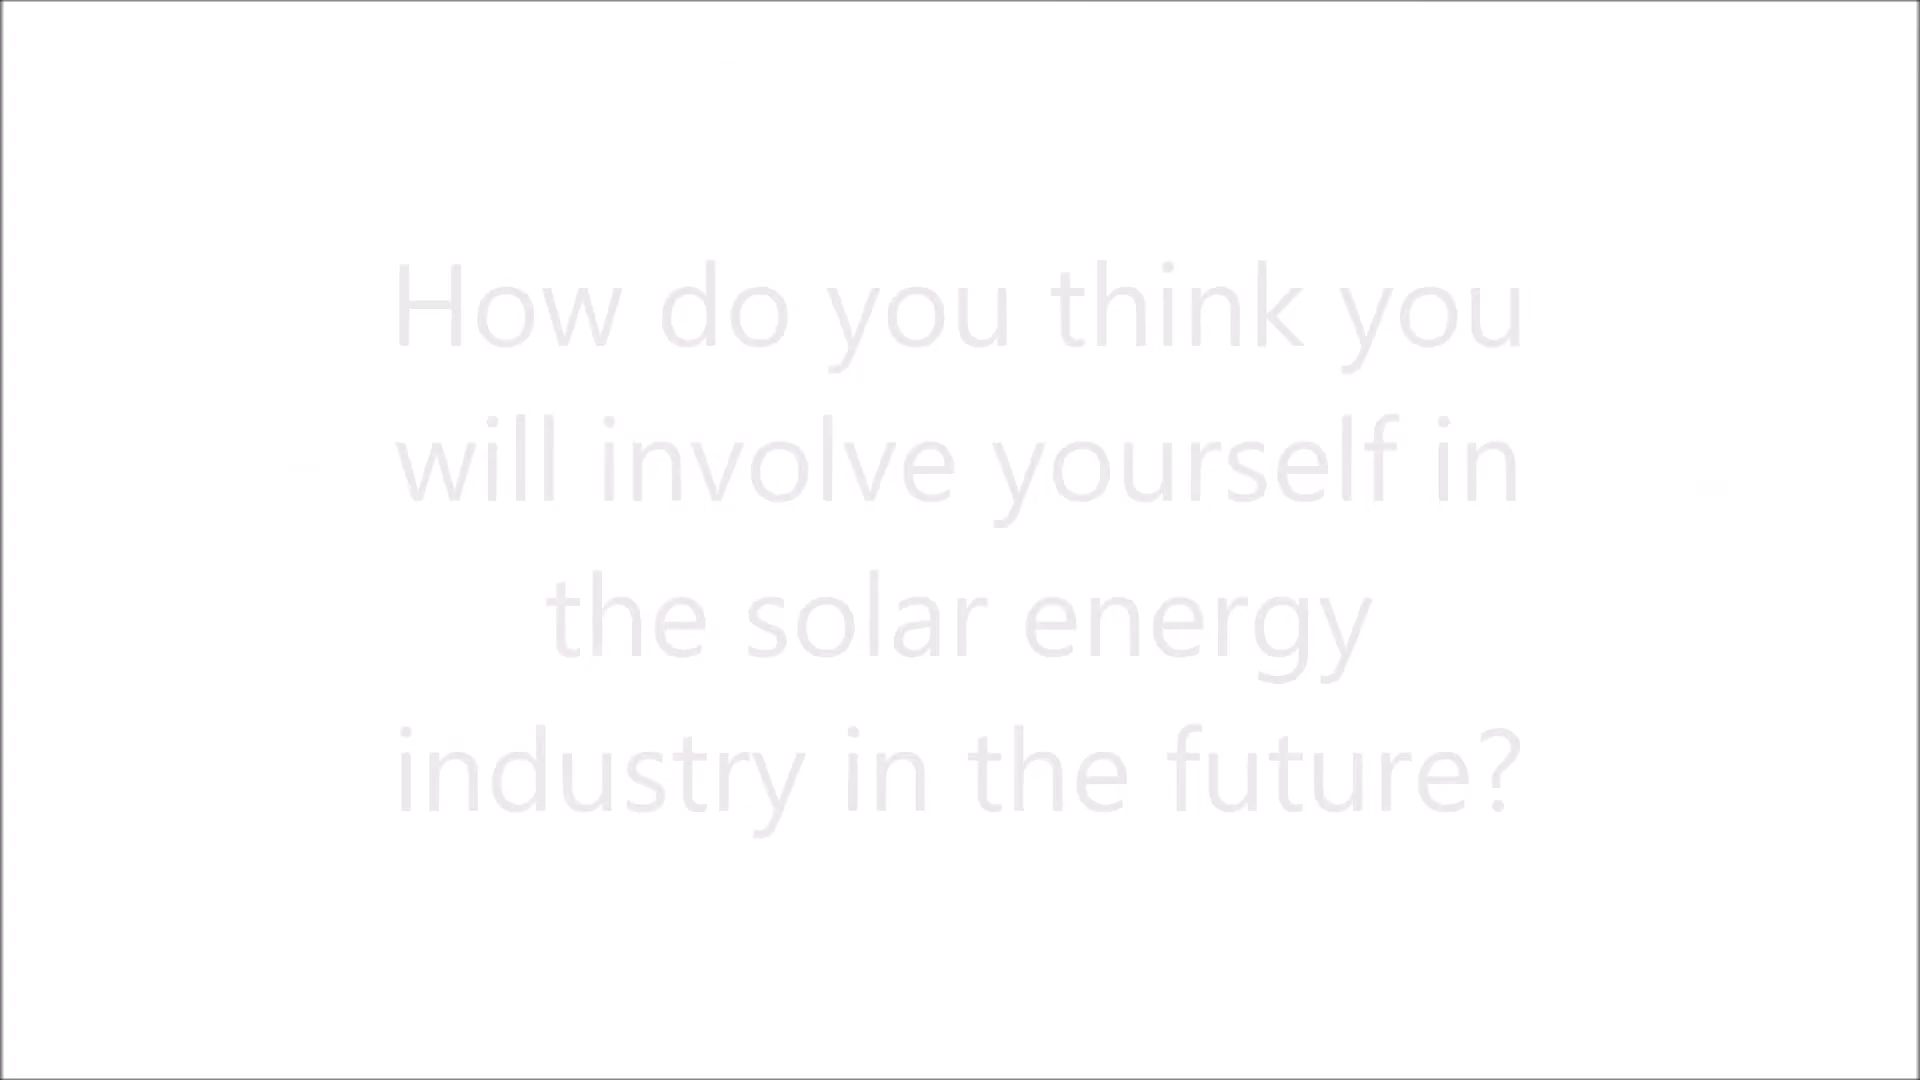 How do you think you
will involve yourself in
the solar energy
industry in the future?